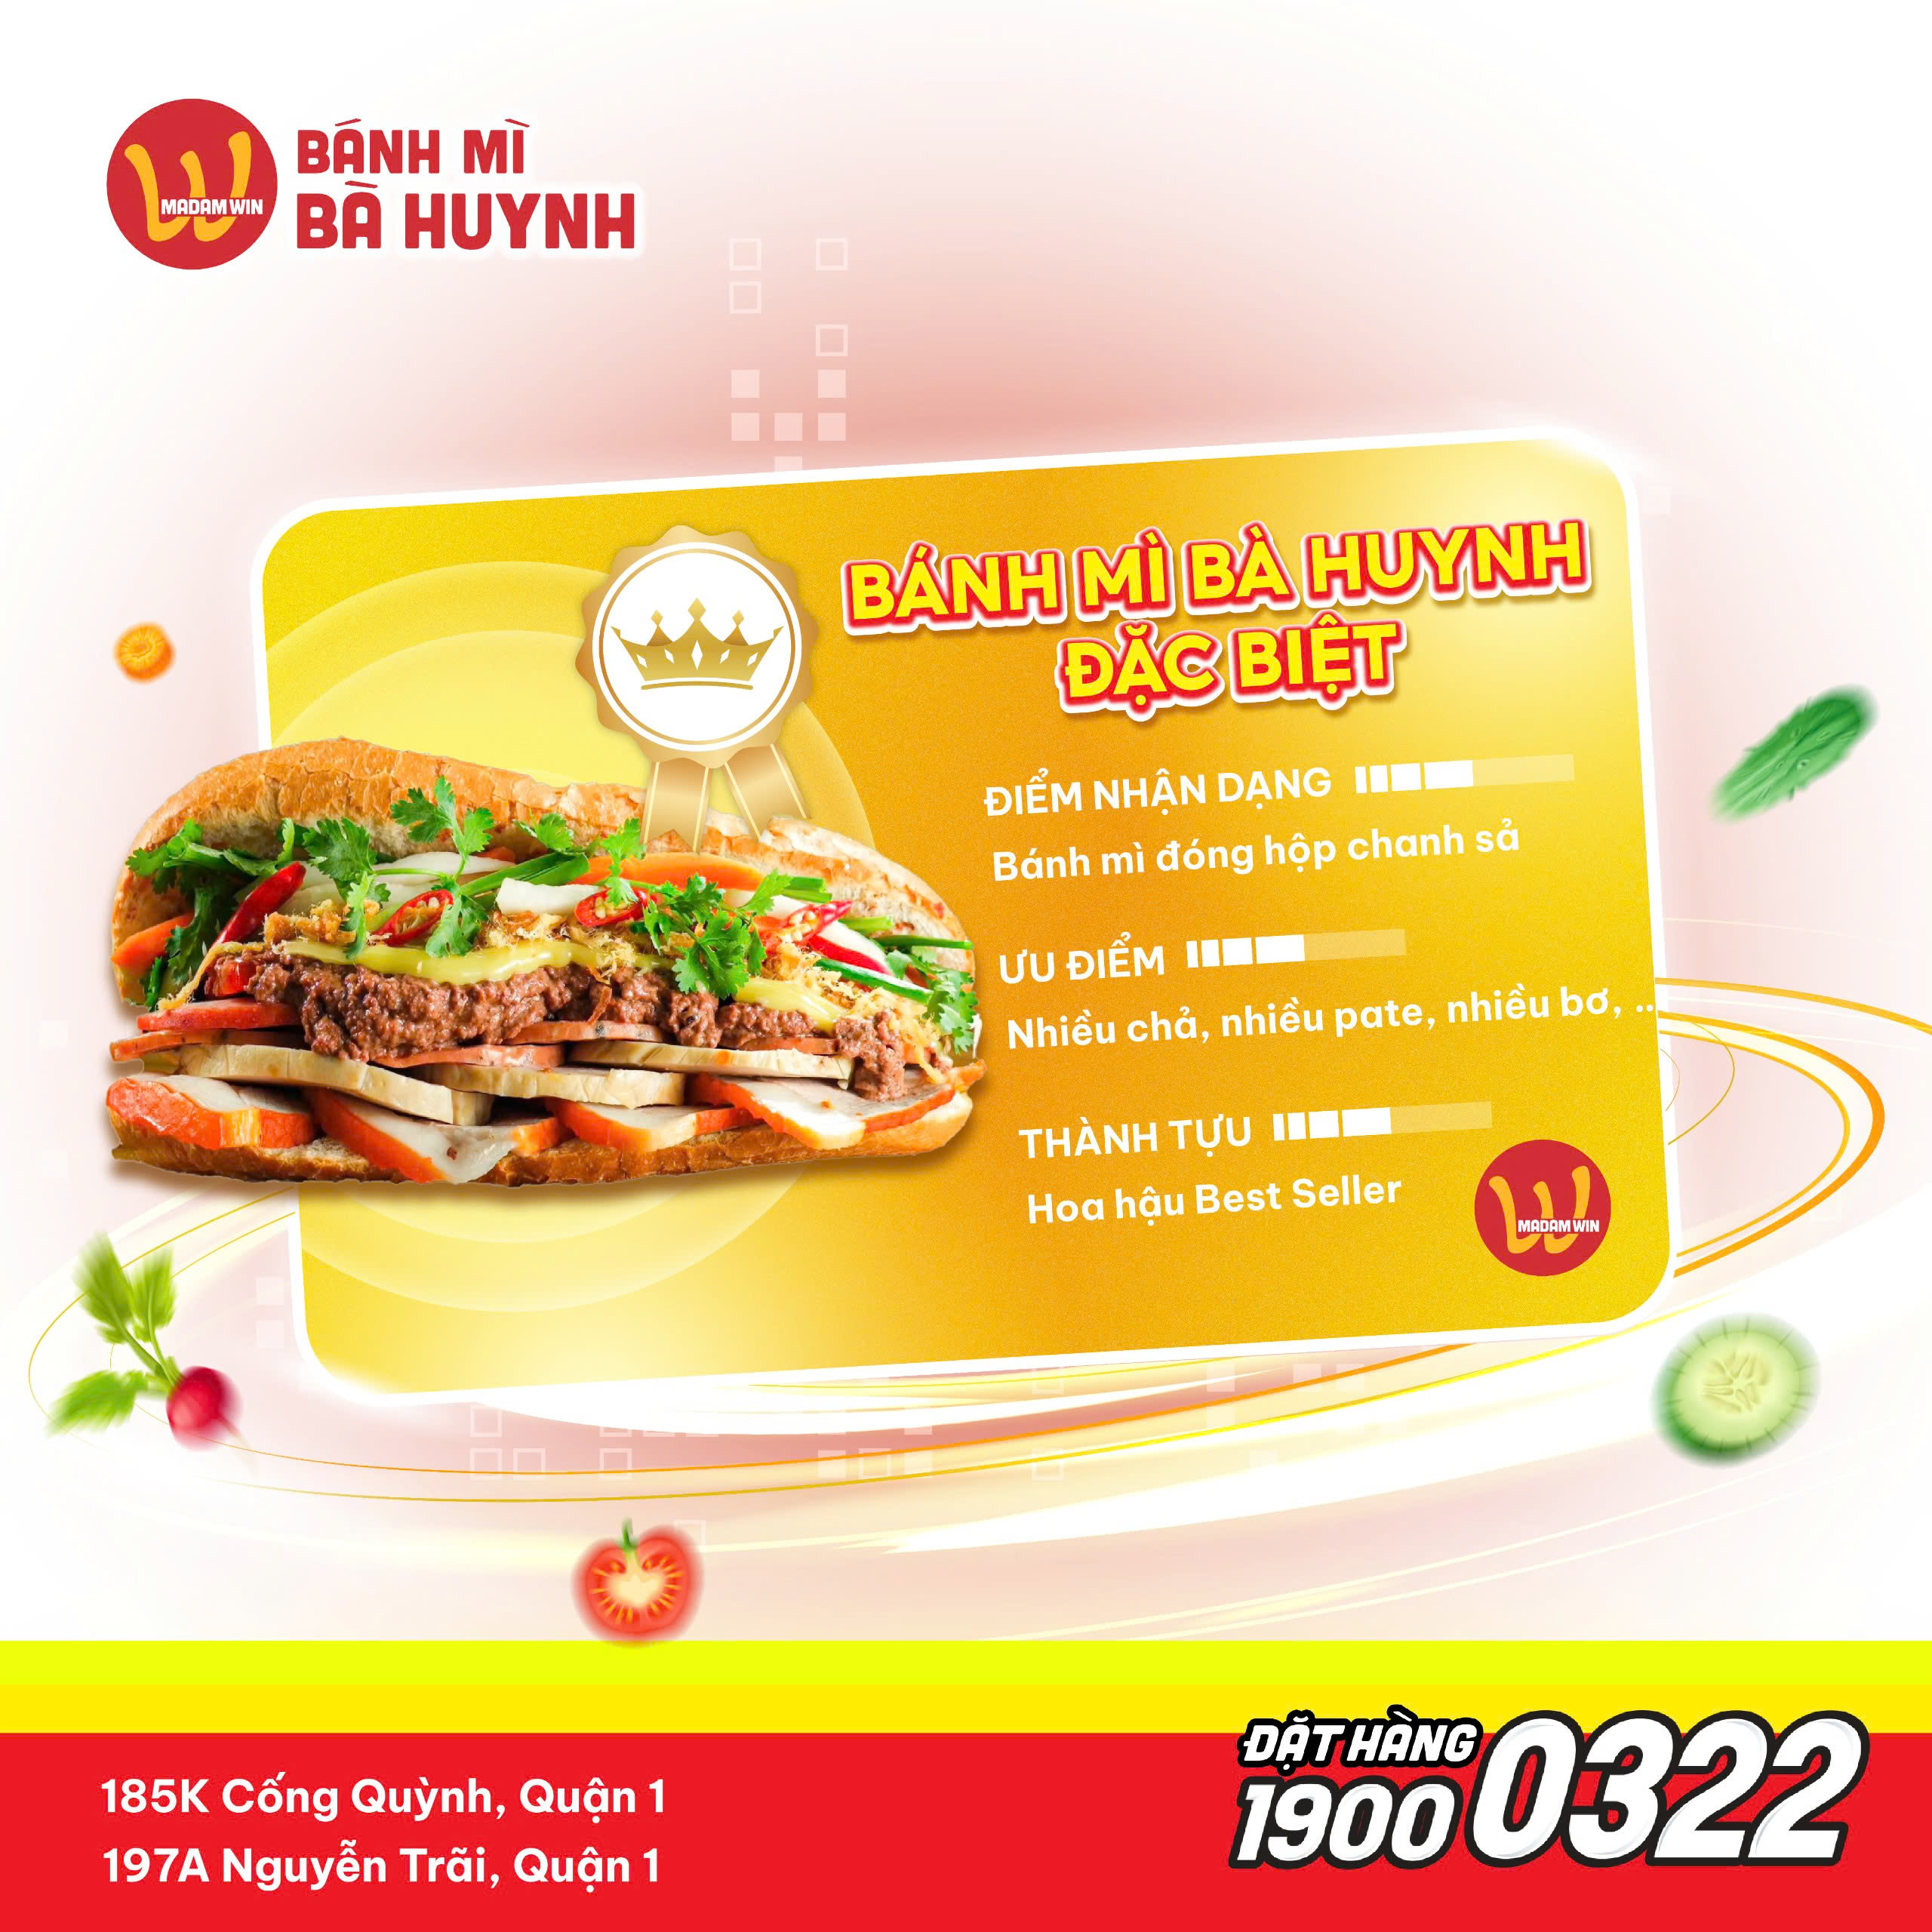 MADAM WIN
BÁNH MÌ
BÀ HUYNH
BÁNH MÌ BÀ HUYNH
ĐẶC BIỆT
ĐIỂM NHẬN DẠNG
Bánh mì đóng hộp chanh sả
ƯU ĐIỂM
Nhiều chả, nhiều pate, nhiều bơ, ...
THÀNH TỰU
Hoa hậu Best Seller
MADAM WIN
185K Cống Quỳnh, Quận 1
197A Nguyễn Trãi, Quận 1
ĐẶT HÀNG
1900 0322